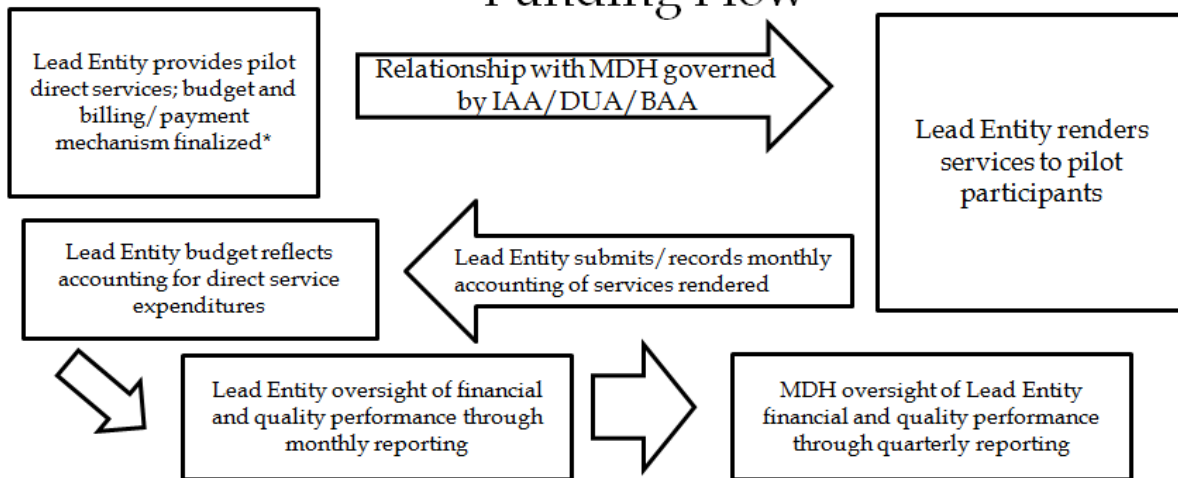 Funding Flow
Lead Entity provides pilot
direct services; budget and
billing/payment
mechanism finalized*
Relationship with MDH governed
by IAA/DUA/BAA
Lead Entity renders
services to pilot
participants
Lead Entity budget reflects
accounting for direct service
expenditures
Lead Entity submits/records monthly
accounting of services rendered
Lead Entity oversight of financial
and quality performance through
monthly reporting
MDH oversight of Lead Entity
financial and quality performance
through quarterly reporting